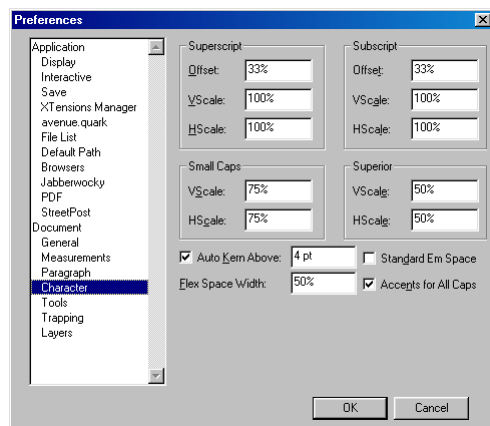 Preferences
Application
Display
Interactive
Save
XTensions Manager
avenue.quark
File List
Default Path
Browsers
Jabberwocky
PDF
StreetPost
Document
General
Measurements
Paragraph
Character
Tools
Trapping
Layers
Superscript
Offset: 33%
VScale: 100%
HScale: 100%
Subscript
Offset: 33%
VScale: 100%
HScale: 100%
Small Caps
VScale: 75%
HScale: 75%
Superior
VScale: 50%
HScale: 50%
Auto Kern Above: 4 pt
Standard Em Space
Flex Space Width: 50%
Accents for All Caps
OK
Cancel